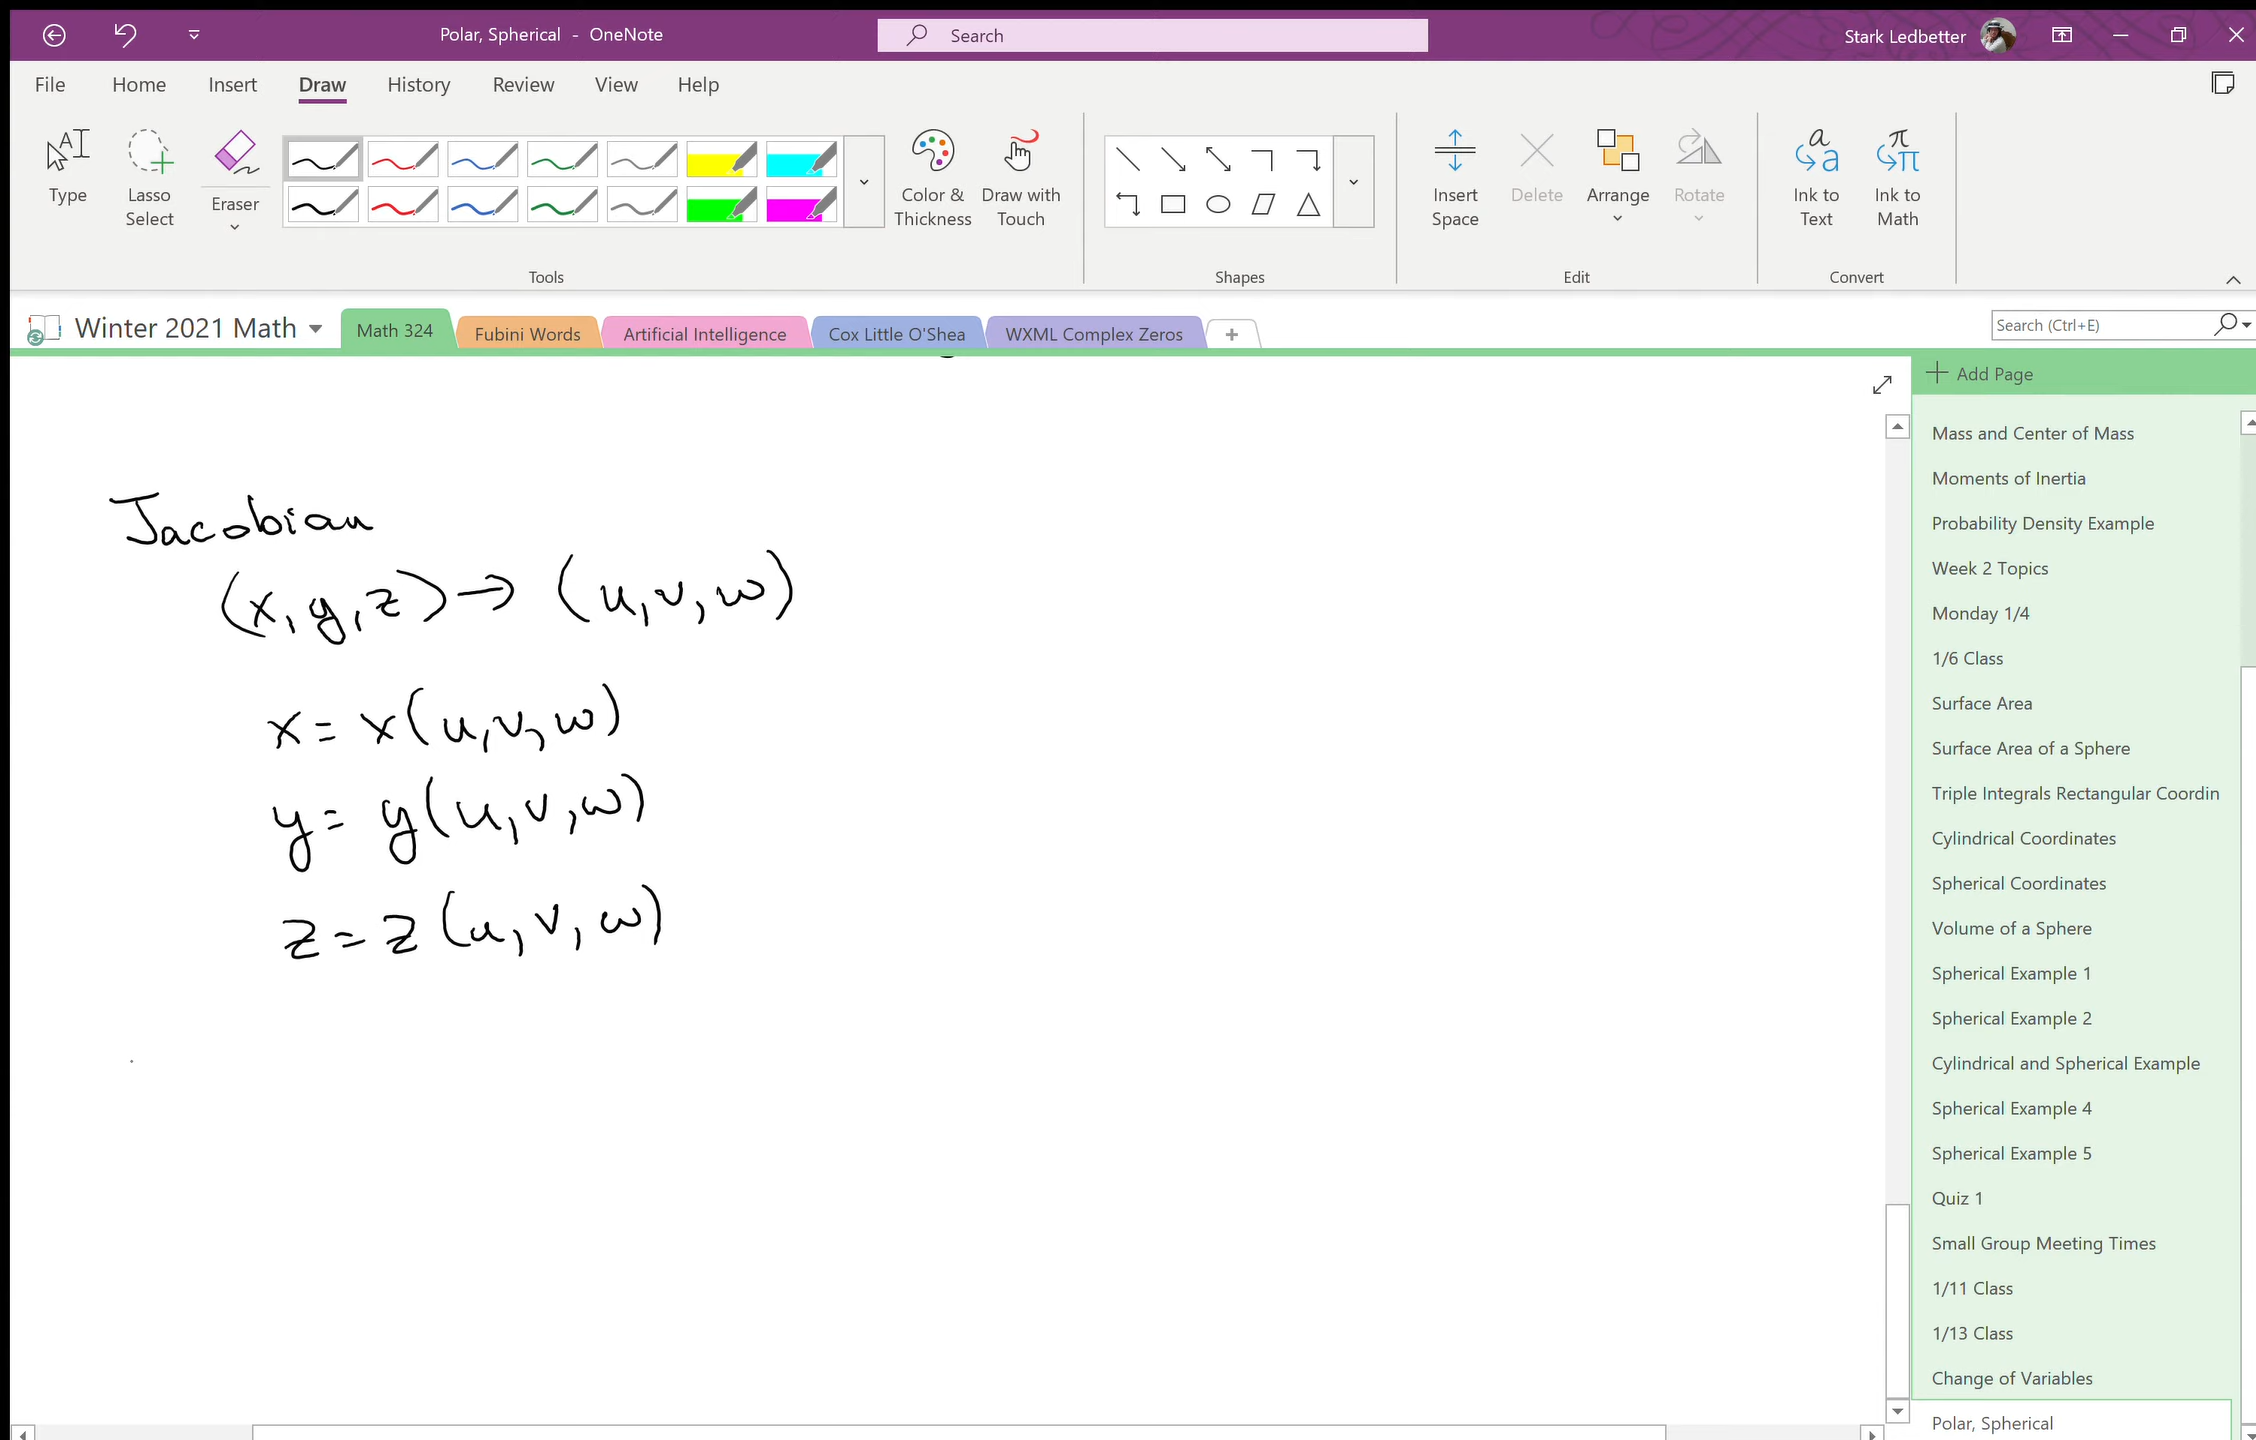 Polar, Spherical - OneNote
Search
Stark Ledbetter
File Home Insert Draw History Review View Help
Type
Lasso Select
Eraser
Color & Thickness
Draw with Touch
Insert Space
Delete
Arrange
Rotate
Ink to Text
Ink to Math
Tools Shapes Edit Convert
Winter 2021 Math
Math 324
Fubini Words
Artificial Intelligence
Cox Little O'Shea
WXML Complex Zeros
Search (Ctrl+E)
Jacobian
(x, y, z) → (u, v, w)
x = x(u, v, w)
y = y(u, v, w)
z = z(u, v, w)
Add Page
Mass and Center of Mass
Moments of Inertia
Probability Density Example
Week 2 Topics
Monday 1/4
1/6 Class
Surface Area
Surface Area of a Sphere
Triple Integrals Rectangular Coordin
Cylindrical Coordinates
Spherical Coordinates
Volume of a Sphere
Spherical Example 1
Spherical Example 2
Cylindrical and Spherical Example
Spherical Example 4
Spherical Example 5
Quiz 1
Small Group Meeting Times
1/11 Class
1/13 Class
Change of Variables
Polar, Spherical